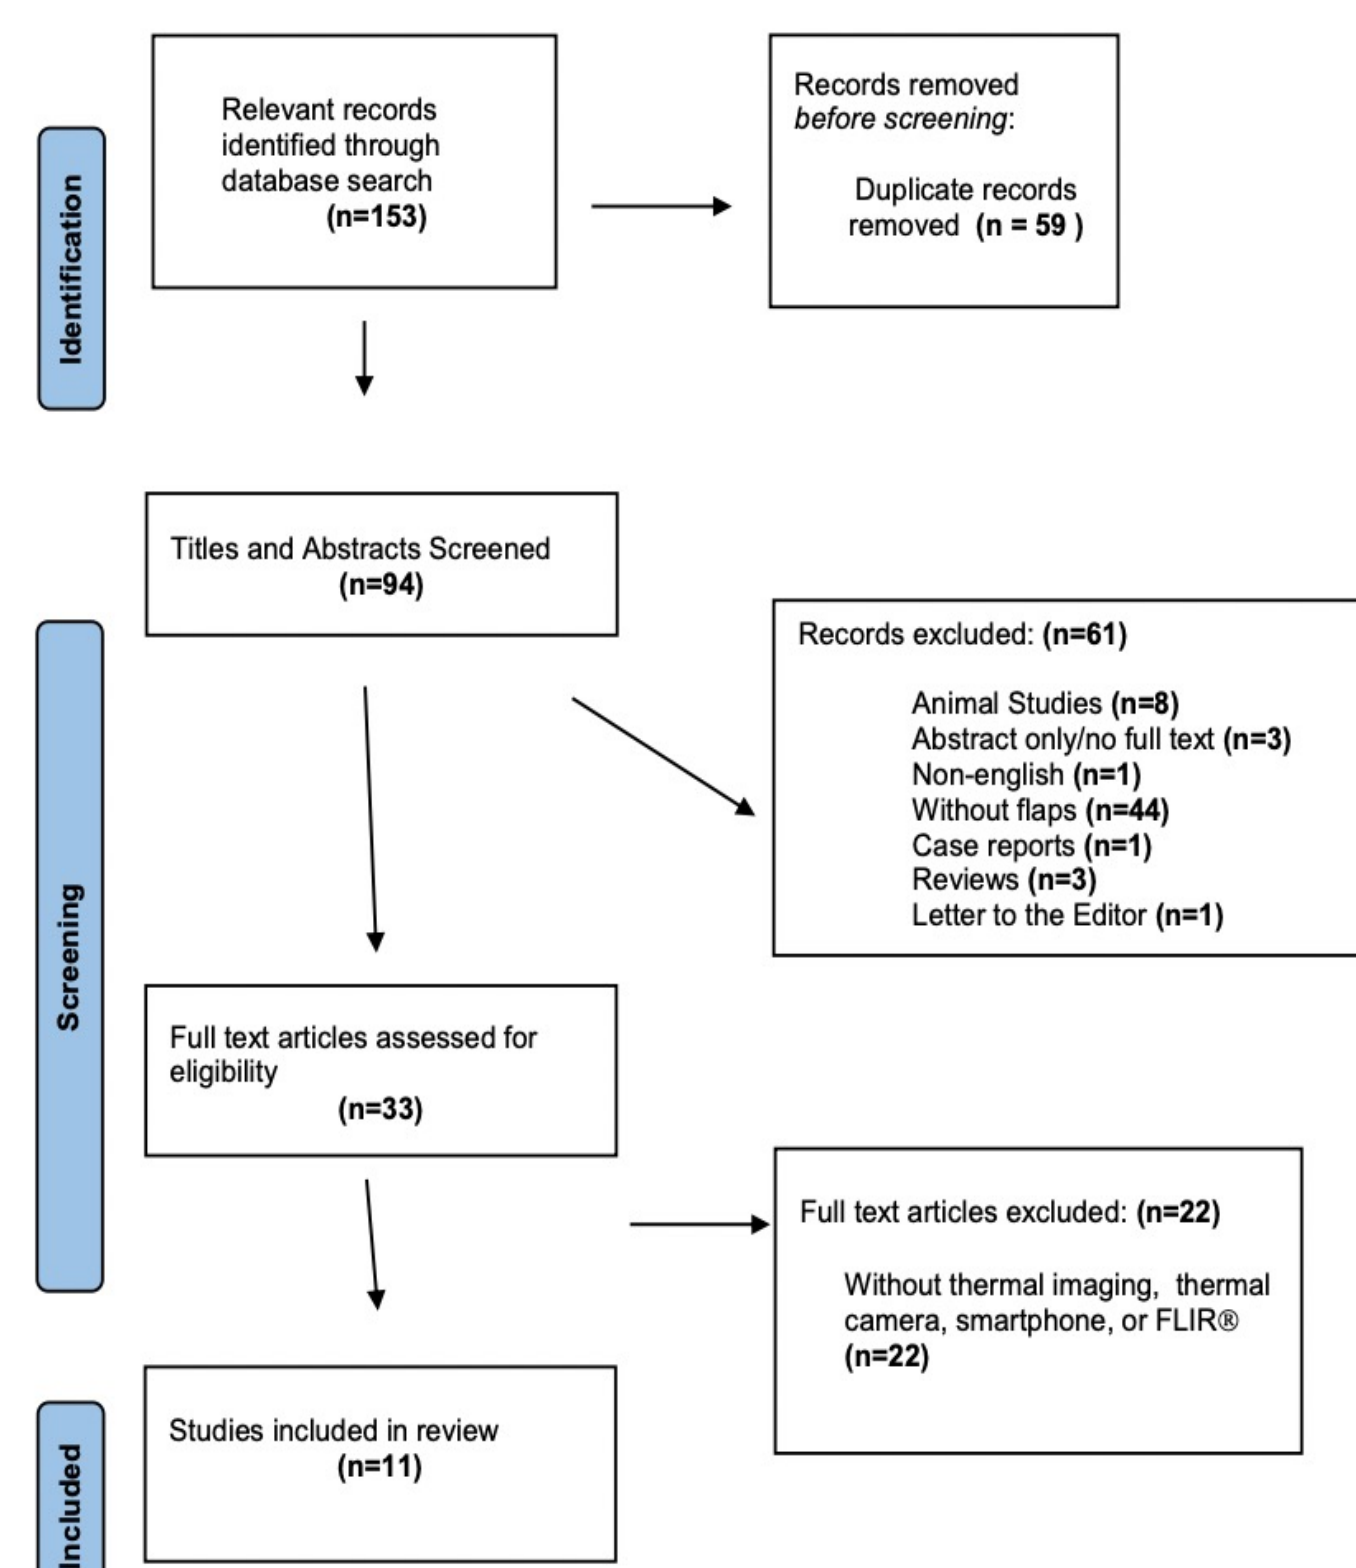 Identification
Relevant records
identified through
database search
(n=153)
Records removed
before screening:
Duplicate records
removed  (n = 59 )
Screening
Titles and Abstracts Screened
(n=94)
Records excluded: (n=61)
Animal Studies (n=8)
Abstract only/no full text (n=3)
Non-english (n=1)
Without flaps (n=44)
Case reports (n=1)
Reviews (n=3)
Letter to the Editor (n=1)
Full text articles assessed for
eligibility
(n=33)
Full text articles excluded: (n=22)
Without thermal imaging,  thermal
camera, smartphone, or FLIR®
(n=22)
Included
Studies included in review
(n=11)